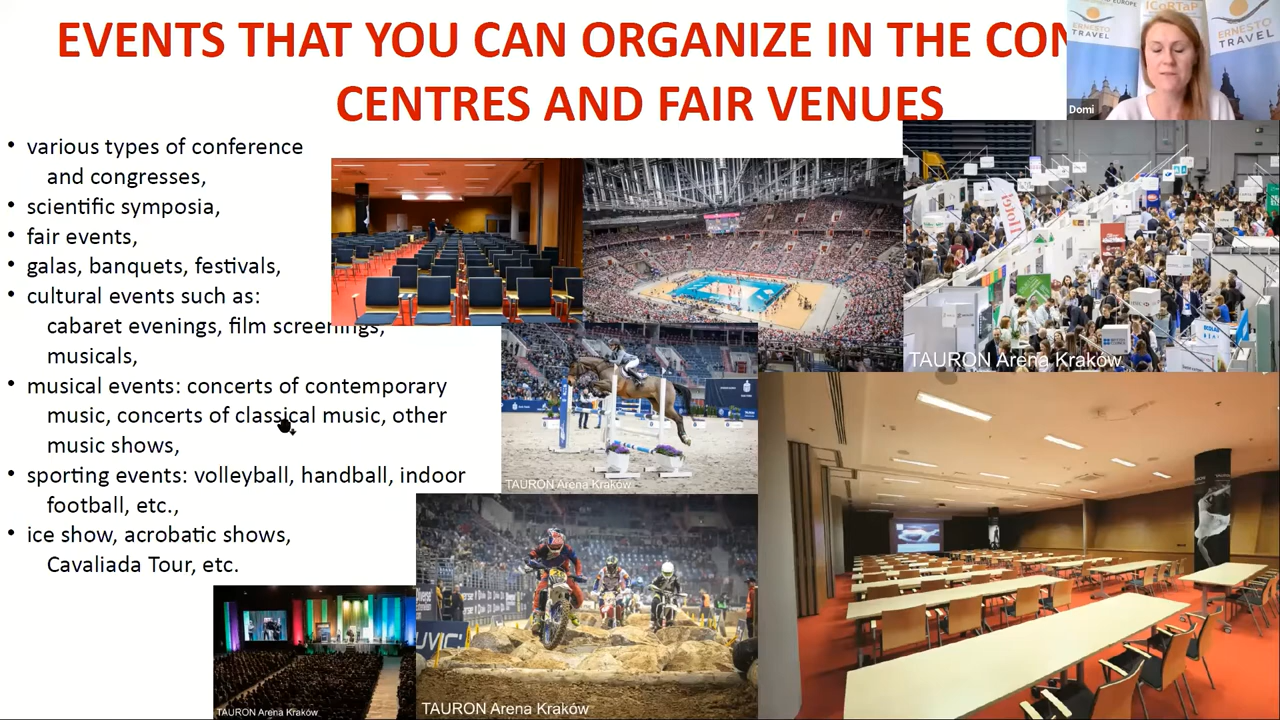 EVENTS THAT YOU CAN ORGANIZE IN THE CON
CENTRES AND FAIR VENUES
• various types of conference
and congresses,
• scientific symposia,
• fair events,
• galas, banquets, festivals,
• cultural events such as:
cabaret evenings, film screenings,
musicals,
• musical events: concerts of contemporary
music, concerts of classical music, other
music shows,
• sporting events: volleyball, handball, indoor
football, etc.,
• ice show, acrobatic shows,
Cavaliada Tour, etc.
ERNESTO
TRAVEL
ERNESTO
TRAVEL
Domi
TAURON Arena Kraków
TAURON Arena Kraków
TAURON Arena Kraków
TAURON Arena Kraków